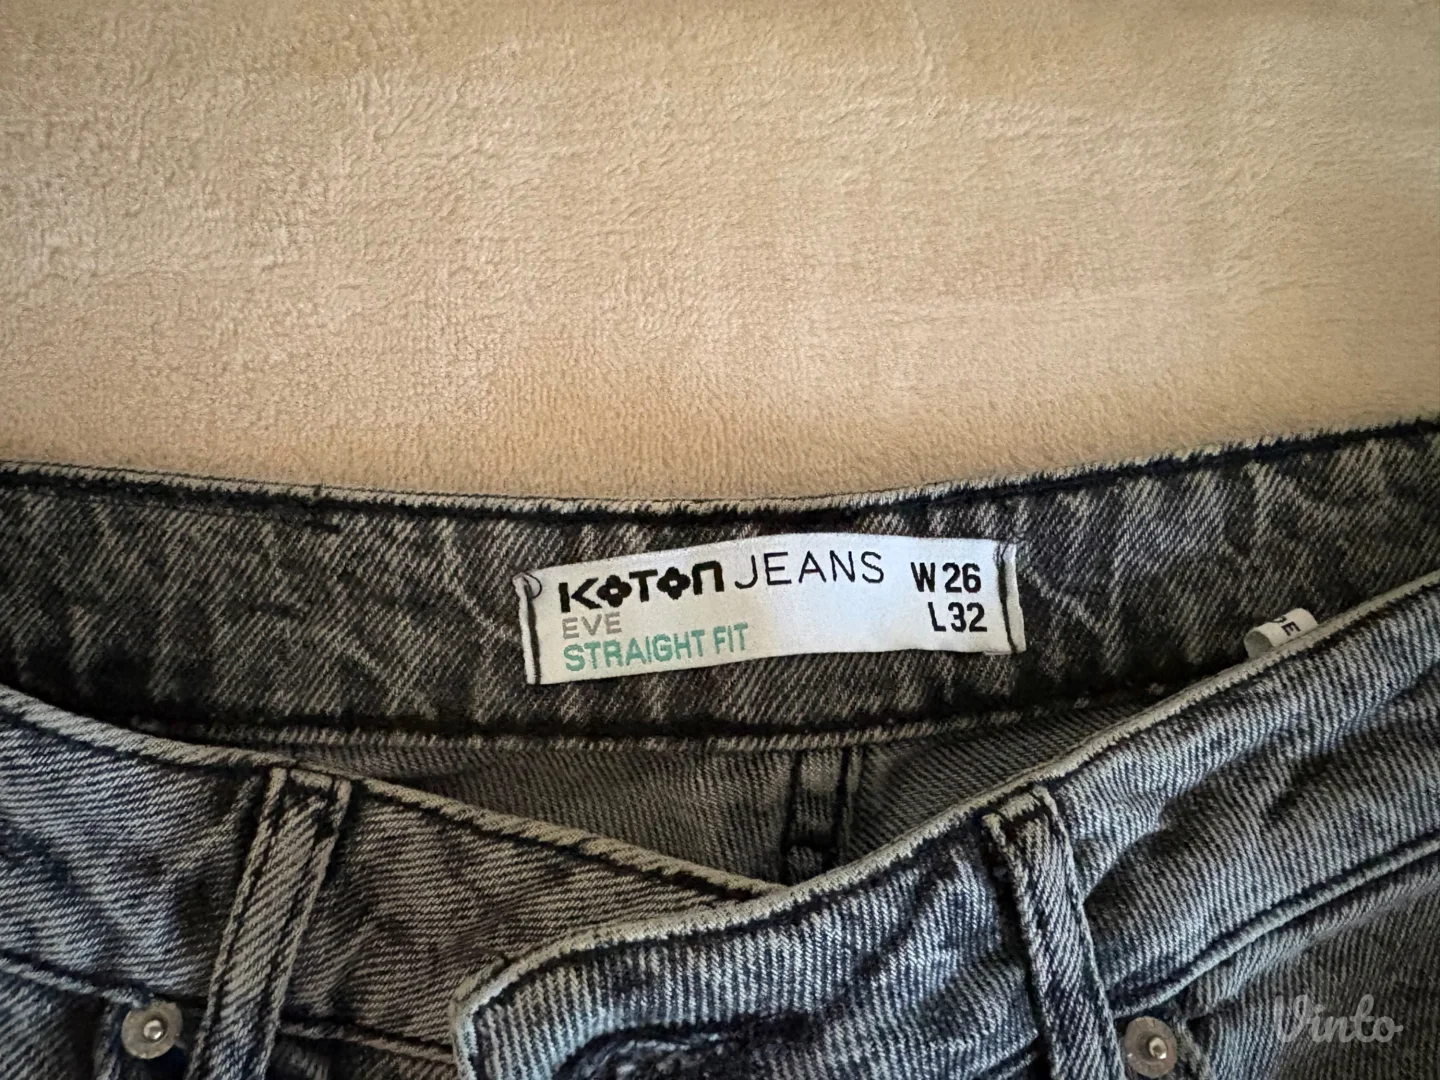 KOTON JEANS W26
EVE L32
STRAIGHT FIT
Vinto